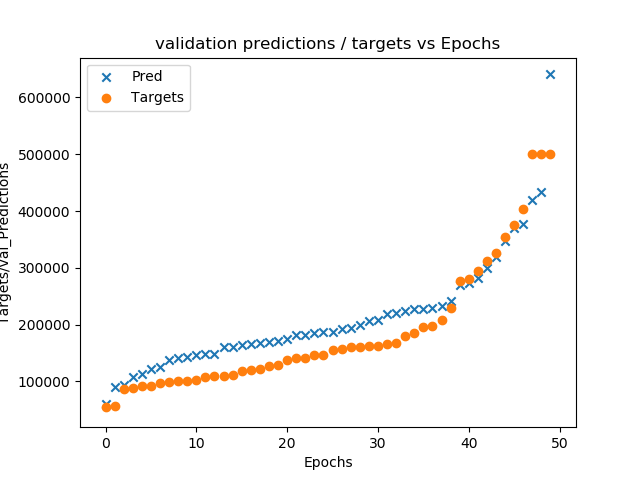 validation predictions / targets vs Epochs
Pred
Targets
600000
500000
400000
300000
200000
100000
Targets/Val_Predictions
0 10 20 30 40 50
Epochs